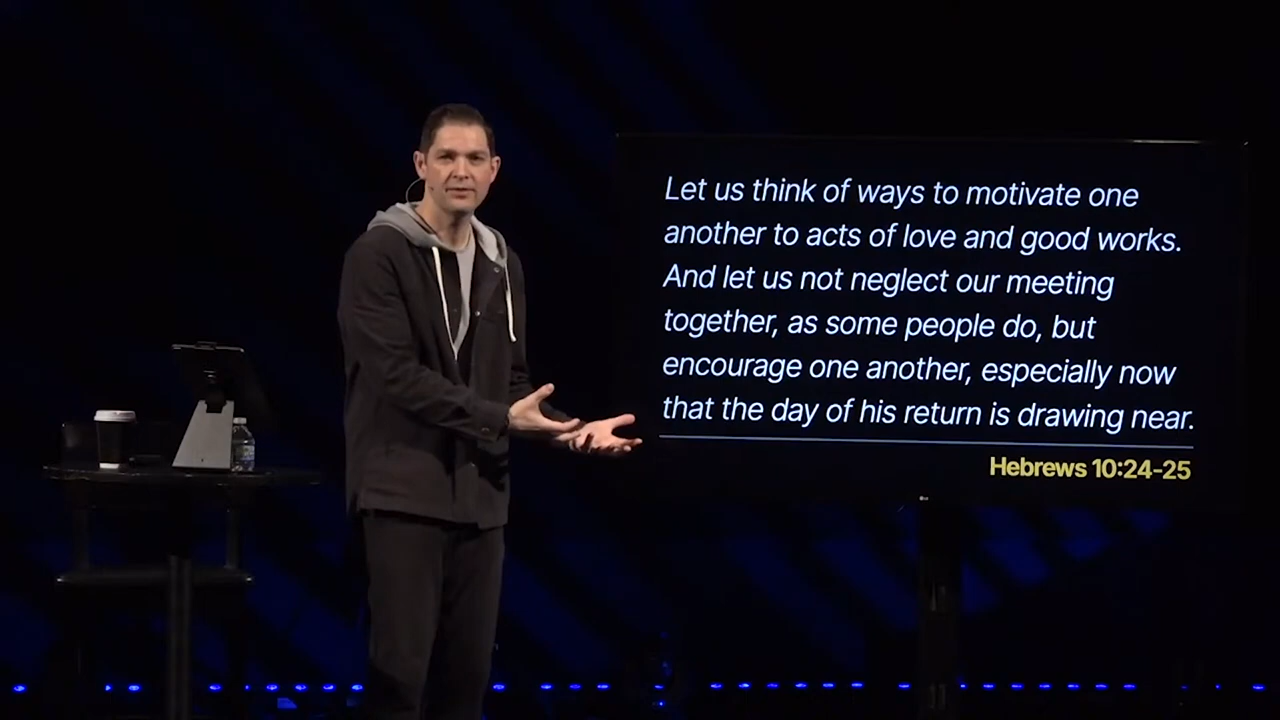 Let us think of ways to motivate one
another to acts of love and good works.
And let us not neglect our meeting
together, as some people do, but
encourage one another, especially now
that the day of his return is drawing near.
Hebrews 10:24-25